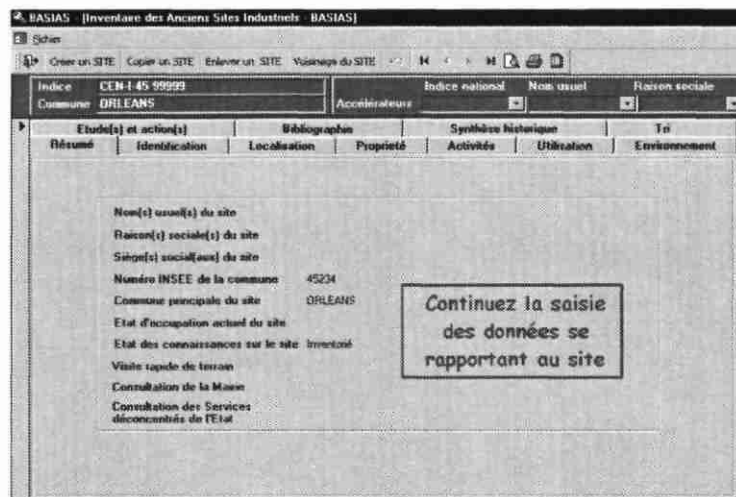 BASIAS - [Inventaire des Anciens Sites Industriels - BASIAS]
Fichier
Créer un SITE Copier un SITE Enlever un SITE Voisinage du SITE
Indice CEN-I-45 99999 Indice national Nom usuel Raison sociale
Commune ORLEANS Accélérateurs
Etude(s) et action(s) Bibliographie Synthèse historique Tri
Résumé Identification Localisation Propriété Activités Utilisation Environnement
Nom(s) usuel(s) du site
Raison(s) sociale(s) du site
Siège(s) social(aux) du site
Numéro INSEE de la commune 45234
Commune principale du site ORLEANS
Etat d'occupation actuel du site
Etat des connaissances sur le site Inventorié
Visite rapide de terrain
Consultation de la Mairie
Consultation des Services
déconcentrés de l'Etat
Continuez la saisie
des données se
rapportant au site